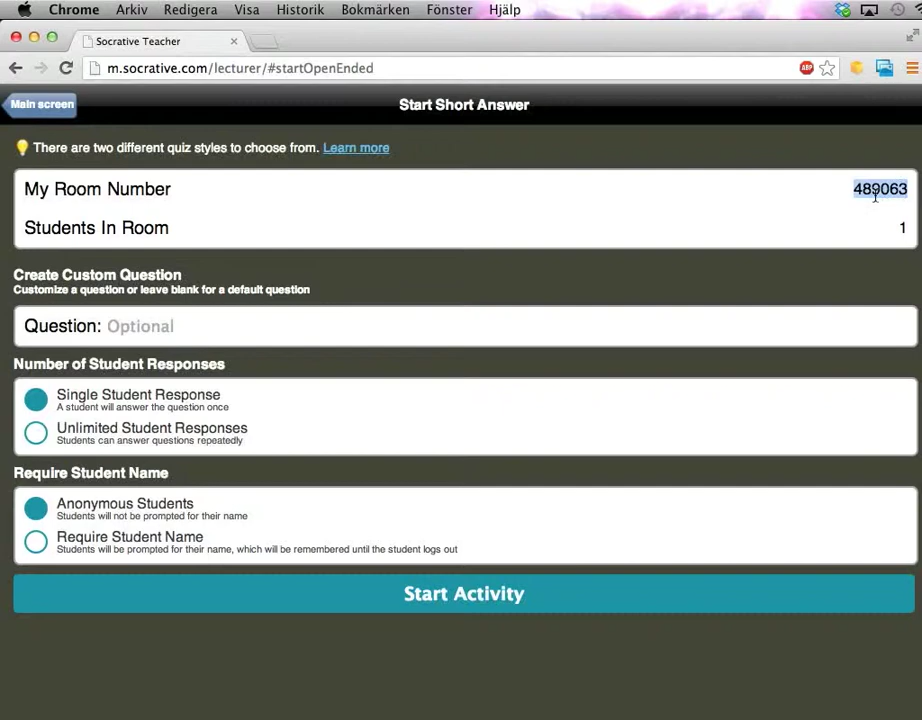 Chrome Arkiv Redigera Visa Historik Bokmärken Fönster Hjälp
Socrative Teacher
m.socrative.com/lecturer/#startOpenEnded
ABP
Main screen
Start Short Answer
There are two different quiz styles to choose from. Learn more
My Room Number 489063
Students In Room 1
Create Custom Question
Customize a question or leave blank for a default question
Question: Optional
Number of Student Responses
Single Student Response
A student will answer the question once
Unlimited Student Responses
Students can answer questions repeatedly
Require Student Name
Anonymous Students
Students will not be prompted for their name
Require Student Name
Students will be prompted for their name, which will be remembered until the student logs out
Start Activity